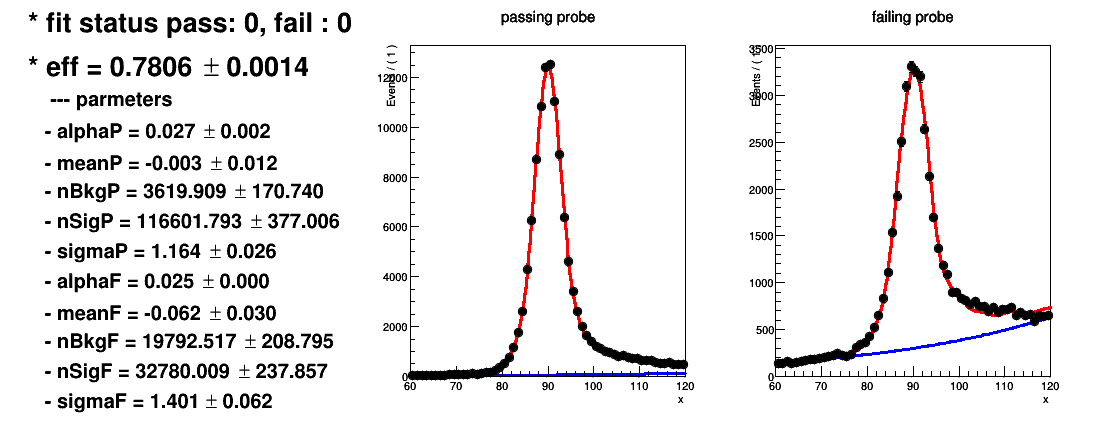 * fit status pass: 0, fail : 0
* eff = 0.7806 ± 0.0014
--- parmeters
- alphaP = 0.027 ± 0.002
- meanP = -0.003 ± 0.012
- nBkgP = 3619.909 ± 170.740
- nSigP = 116601.793 ± 377.006
- sigmaP = 1.164 ± 0.026
- alphaF = 0.025 ± 0.000
- meanF = -0.062 ± 0.030
- nBkgF = 19792.517 ± 208.795
- nSigF = 32780.009 ± 237.857
- sigmaF = 1.401 ± 0.062
passing probe
Events / ( 1 )
12000
10000
8000
6000
4000
2000
0
60 70 80 90 100 110 120
x
failing probe
Events / ( 1 )
3500
3000
2500
2000
1500
1000
500
0
60 70 80 90 100 110 120
x